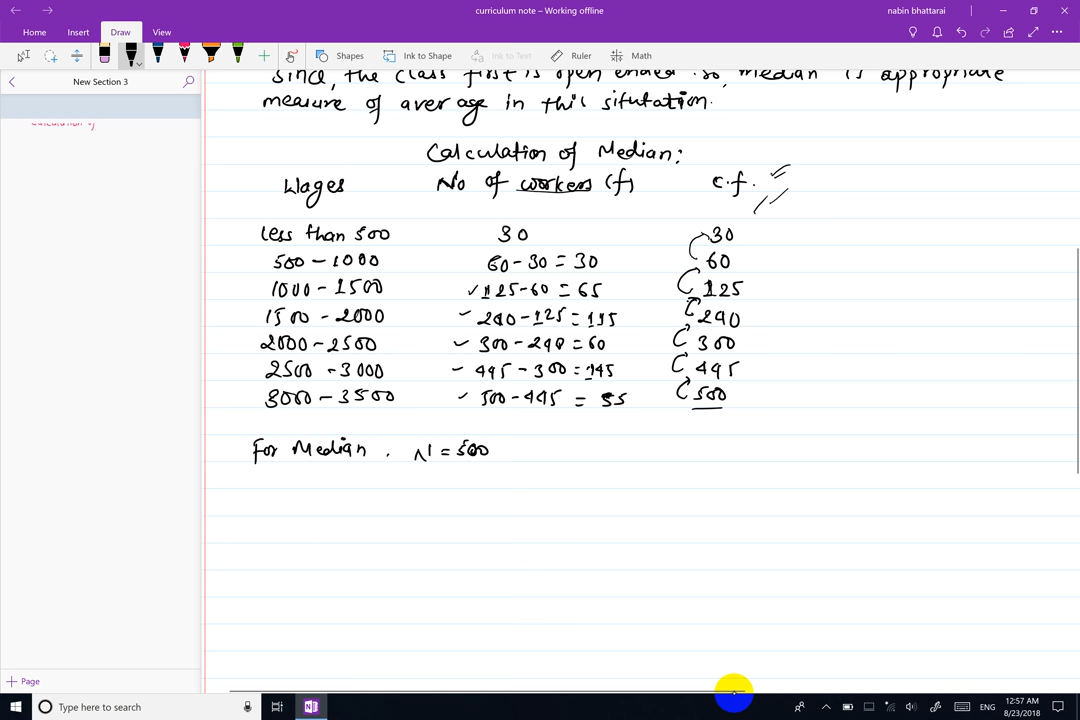 curriculum note – Working offline
nabin bhattarai
Home Insert Draw View
Shapes Ink to Shape Ink to Text Ruler Math
New Section 3
Calculation of
Since, the class first is open ended. so, median is appropriate
measure of average in this situtation.
Calculation of Median:
Wages No of workers (f) c.f.
less than 500 30 30
500 – 1000 60 – 30 = 30 60
1000 – 1500 125 – 60 = 65 125
1500 – 2000 240 – 125 = 115 240
2000 – 2500 300 – 240 = 60 300
2500 – 3000 445 – 300 = 145 445
3000 – 3500 500 – 445 = 55 500
For Median . N = 500
+ Page
Type here to search
ENG
12:57 AM
8/23/2018